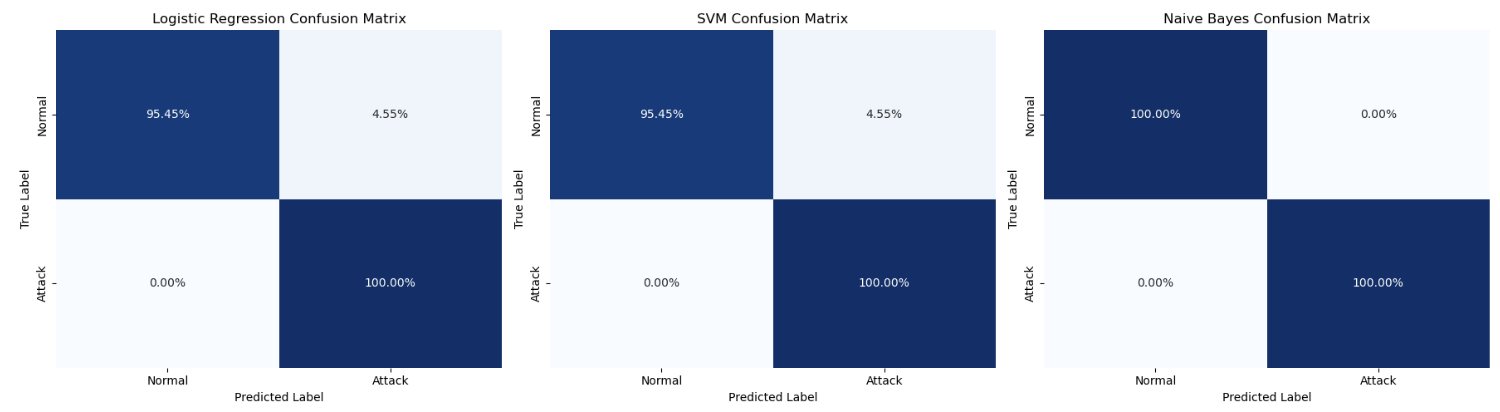 Logistic Regression Confusion Matrix
True Label
Normal
Attack
95.45%
4.55%
0.00%
100.00%
Normal
Attack
Predicted Label
SVM Confusion Matrix
True Label
Normal
Attack
95.45%
4.55%
0.00%
100.00%
Normal
Attack
Predicted Label
Naive Bayes Confusion Matrix
True Label
Normal
Attack
100.00%
0.00%
0.00%
100.00%
Normal
Attack
Predicted Label